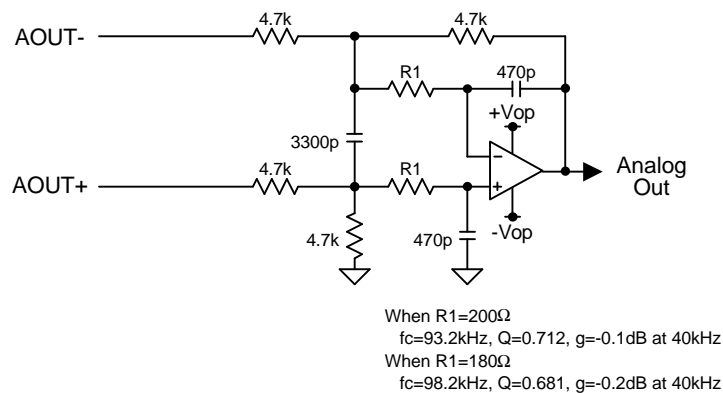 4.7k
4.7k
AOUT-
R1
470p
+Vop
3300p
4.7k
R1
AOUT+
Analog
Out
4.7k
470p
-Vop
When R1=200Ω
fc=93.2kHz, Q=0.712, g=-0.1dB at 40kHz
When R1=180Ω
fc=98.2kHz, Q=0.681, g=-0.2dB at 40kHz